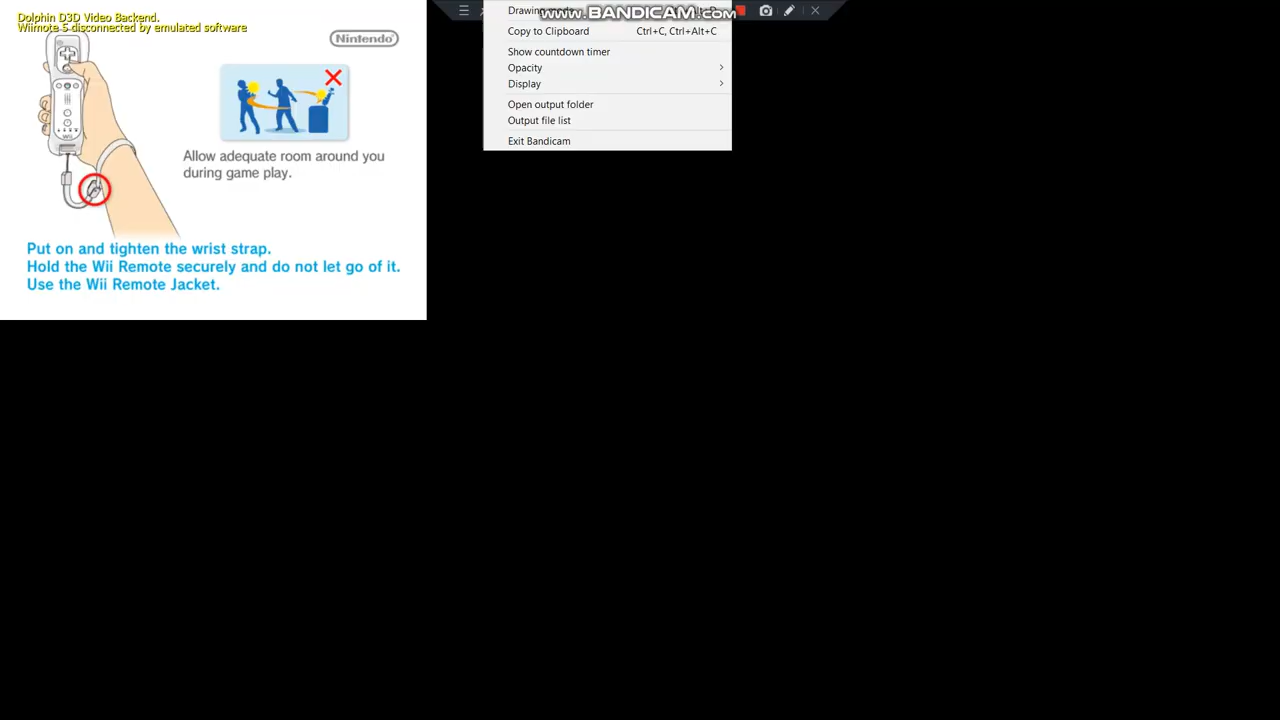 Dolphin D3D Video Backend.
Wiimote 5 disconnected by emulated software
Nintendo
Wii
Allow adequate room around you
during game play.
Put on and tighten the wrist strap.
Hold the Wii Remote securely and do not let go of it.
Use the Wii Remote Jacket.
www.BANDICAM.com
Drawing
Copy to Clipboard Ctrl+C, Ctrl+Alt+C
Show countdown timer
Opacity
Display
Open output folder
Output file list
Exit Bandicam